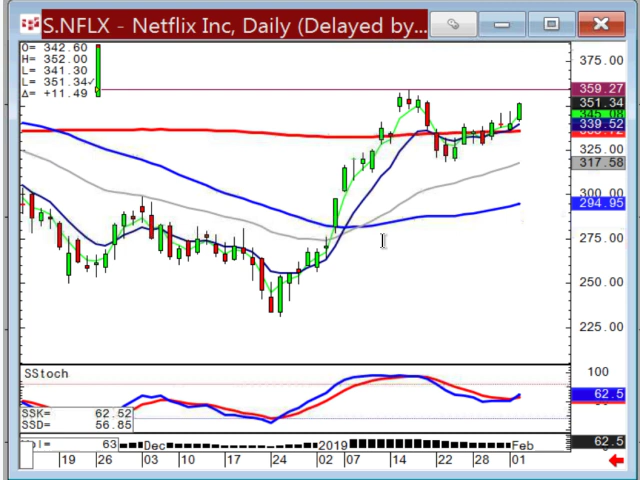 S.NFLX - Netflix Inc, Daily (Delayed by...
O= 342.60
H= 352.00
L= 341.30
L= 351.34✓
Δ= +11.49
375.00
359.27
351.34
345.08
339.52
325.00
317.58
300.00
294.95
275.00
250.00
225.00
SStoch
100
62.5
SSK= 62.52
SSD= 56.85
63
Dec
2019
Feb
62.5
19
26
03
10
17
24
02
07
14
22
28
01